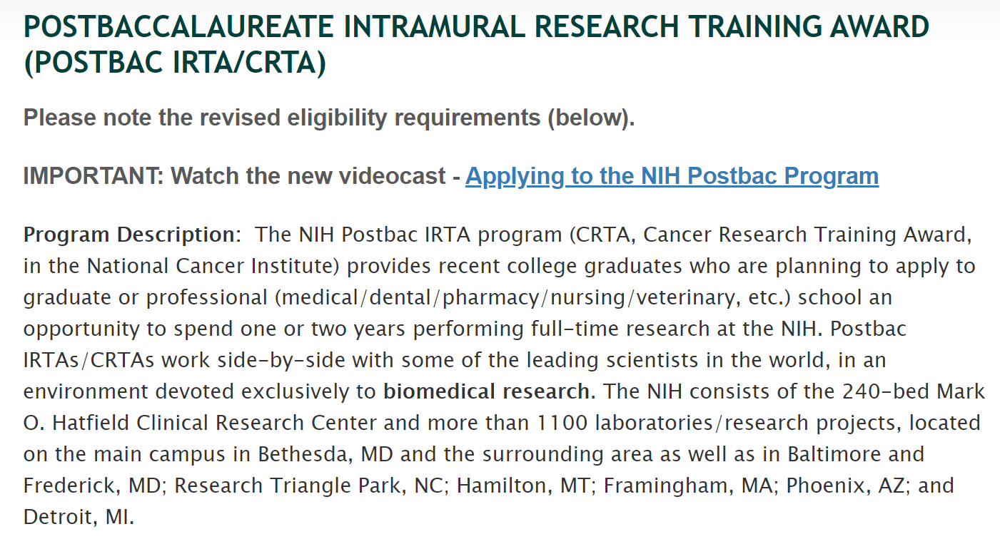 POSTBACCALAUREATE INTRAMURAL RESEARCH TRAINING AWARD
(POSTBAC IRTA/CRTA)
Please note the revised eligibility requirements (below).
IMPORTANT: Watch the new videocast - Applying to the NIH Postbac Program
Program Description:  The NIH Postbac IRTA program (CRTA, Cancer Research Training Award,
in the National Cancer Institute) provides recent college graduates who are planning to apply to
graduate or professional (medical/dental/pharmacy/nursing/veterinary, etc.) school an
opportunity to spend one or two years performing full-time research at the NIH. Postbac
IRTAs/CRTAs work side-by-side with some of the leading scientists in the world, in an
environment devoted exclusively to biomedical research. The NIH consists of the 240-bed Mark
O. Hatfield Clinical Research Center and more than 1100 laboratories/research projects, located
on the main campus in Bethesda, MD and the surrounding area as well as in Baltimore and
Frederick, MD; Research Triangle Park, NC; Hamilton, MT; Framingham, MA; Phoenix, AZ; and
Detroit, MI.